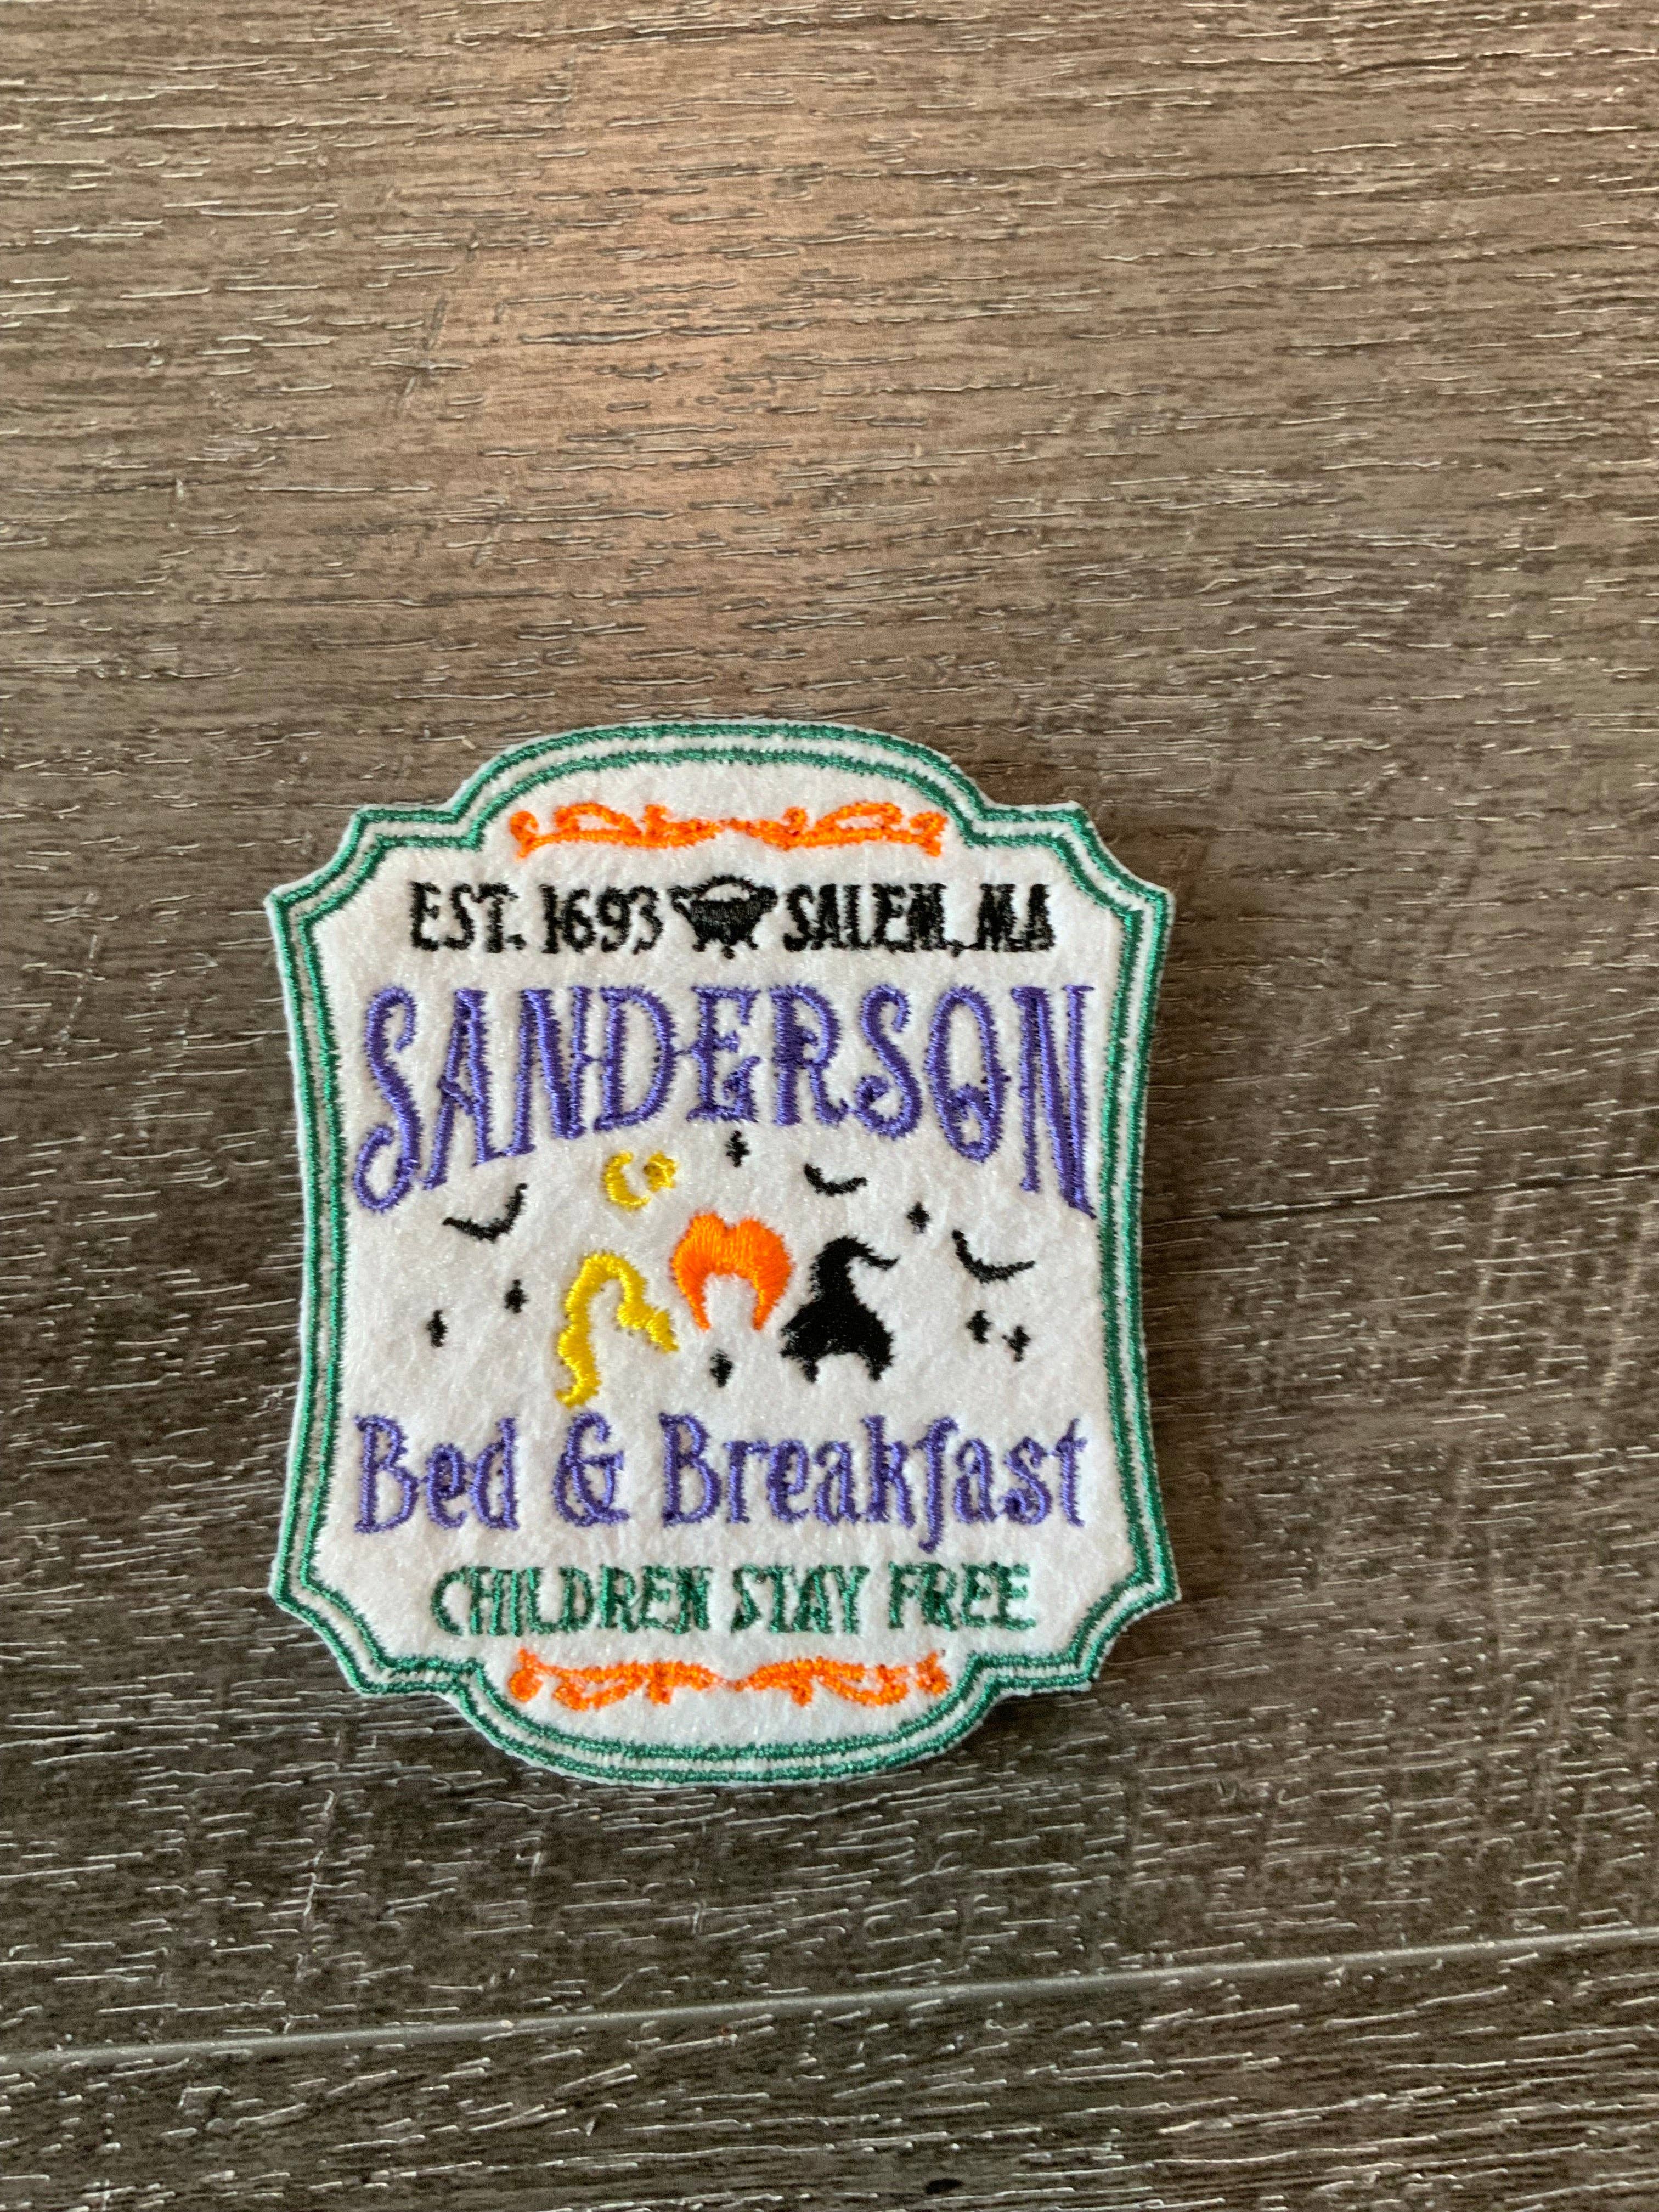 EST. 1693 SALEM, MA
SANDERSON
Bed & Breakfast
CHILDREN STAY FREE